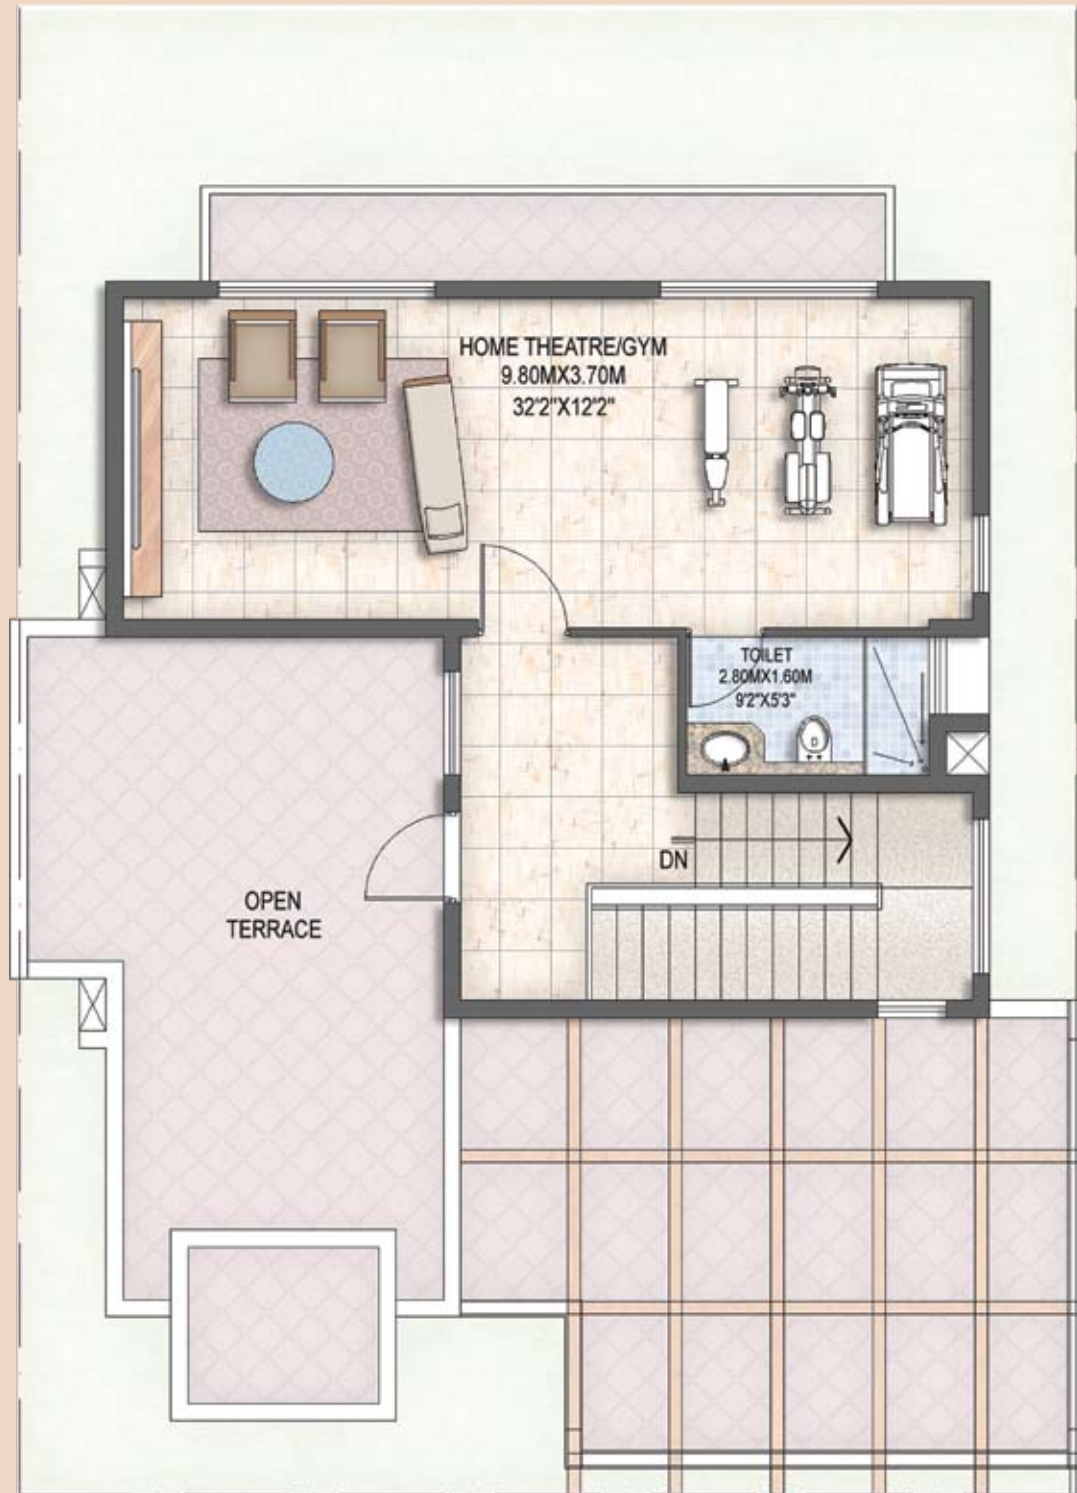 HOME THEATRE/GYM
9.80MX3.70M
32'2"X12'2"
TOILET
2.80MX1.60M
9'2"X5'3"
DN
OPEN
TERRACE